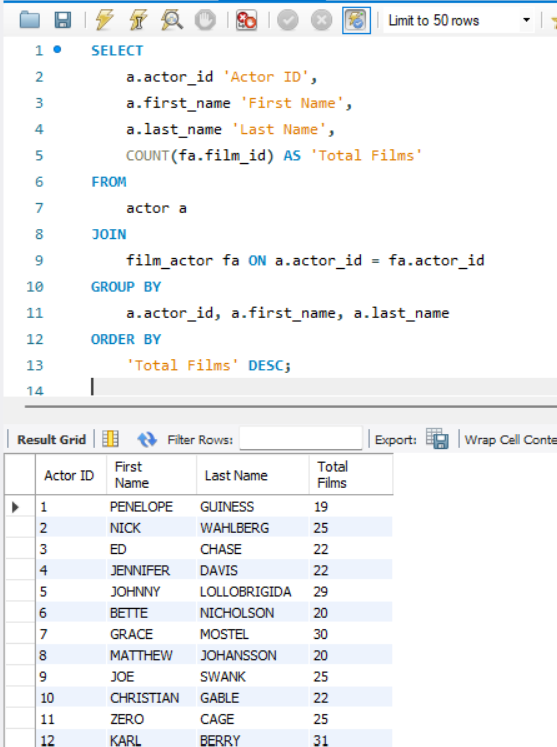 Limit to 50 rows
1 SELECT
2 a.actor_id 'Actor ID',
3 a.first_name 'First Name',
4 a.last_name 'Last Name',
5 COUNT(fa.film_id) AS 'Total Films'
6 FROM
7 actor a
8 JOIN
9 film_actor fa ON a.actor_id = fa.actor_id
10 GROUP BY
11 a.actor_id, a.first_name, a.last_name
12 ORDER BY
13 'Total Films' DESC;
14
Result Grid Filter Rows: Export: Wrap Cell Conte
Actor ID First Name Last Name Total Films
1 PENELOPE GUINESS 19
2 NICK WAHLBERG 25
3 ED CHASE 22
4 JENNIFER DAVIS 22
5 JOHNNY LOLLOBRIGIDA 29
6 BETTE NICHOLSON 20
7 GRACE MOSTEL 30
8 MATTHEW JOHANSSON 20
9 JOE SWANK 25
10 CHRISTIAN GABLE 22
11 ZERO CAGE 25
12 KARL BERRY 31